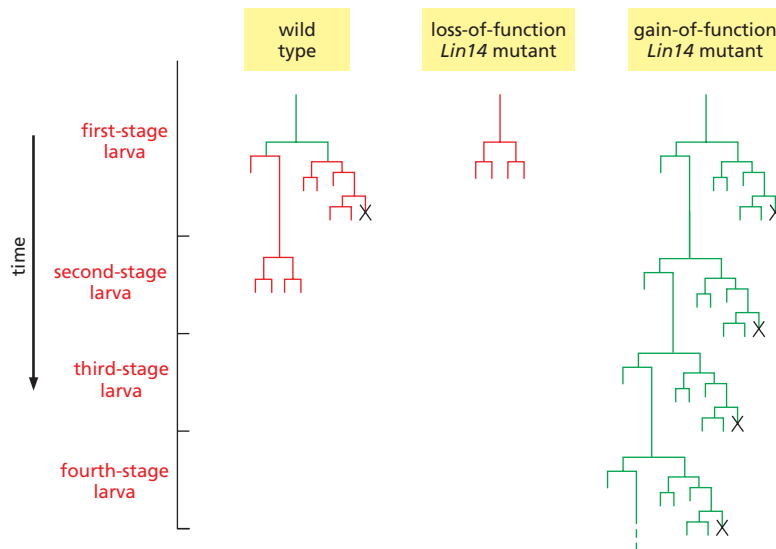 wild
type
loss-of-function
Lin14 mutant
gain-of-function
Lin14 mutant
first-stage
larva
second-stage
larva
third-stage
larva
fourth-stage
larva
time